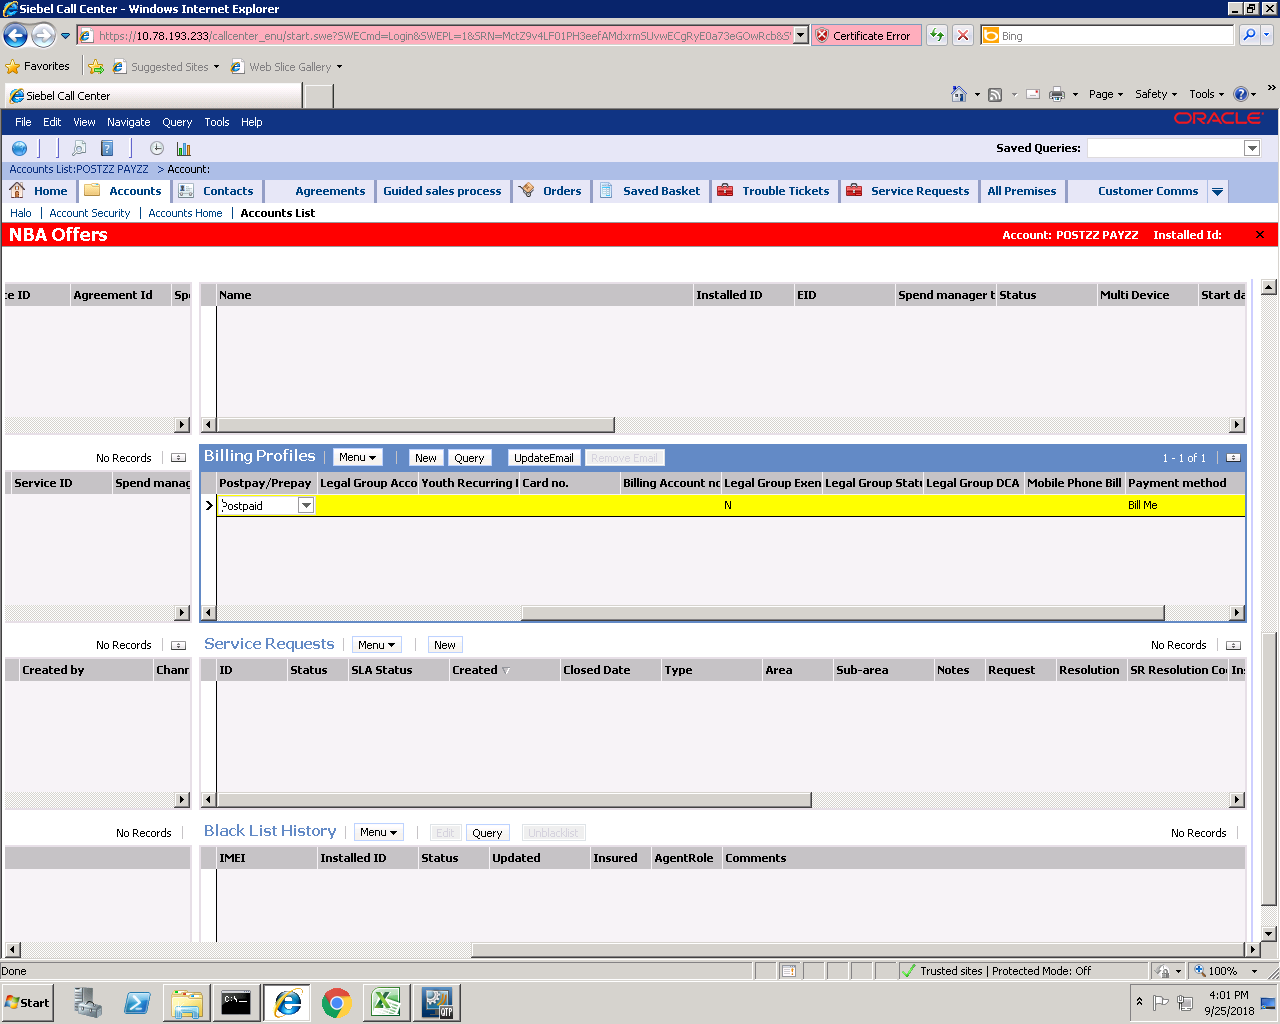 Siebel Call Center - Windows Internet Explorer
https://10.78.193.233/callcenter_enu/start.swe?SWECmd=Login&SWEPL=1&SRN=
Certificate Error
Bing
Favorites
Suggested Sites
Web Slice Gallery
Siebel Call Center
Page
Safety
Tools
File Edit View Navigate Query Tools Help
ORACLE
Saved Queries:
Accounts List:POSTZZ PAYZZ > Account:
Home Accounts Contacts Agreements Guided sales process Orders Saved Basket Trouble Tickets Service Requests All Premises Customer Comms
Halo | Account Security | Accounts Home | Accounts List
NBA Offers
Account: POSTZZ PAYZZ Installed Id:
ce ID Agreement Id Spe
Name Installed ID EID Spend manager t Status Multi Device Start da
No Records
Billing Profiles Menu New Query UpdateEmail Remove Email 1 - 1 of 1
Service ID Spend manag
Postpay/Prepay Legal Group Acco Youth Recurring Card no. Billing Account no Legal Group Exen Legal Group Statu Legal Group DCA Mobile Phone Bill Payment method
Postpaid N Bill Me
No Records
Service Requests Menu New No Records
Created by Chann
ID Status SLA Status Created Closed Date Type Area Sub-area Notes Request Resolution SR Resolution Co Ins
No Records
Black List History Menu Edit Query Unblacklist No Records
IMEI Installed ID Status Updated Insured AgentRole Comments
Done
Trusted sites | Protected Mode: Off
100%
Start
C:\
QTP
4:01 PM
9/25/2018